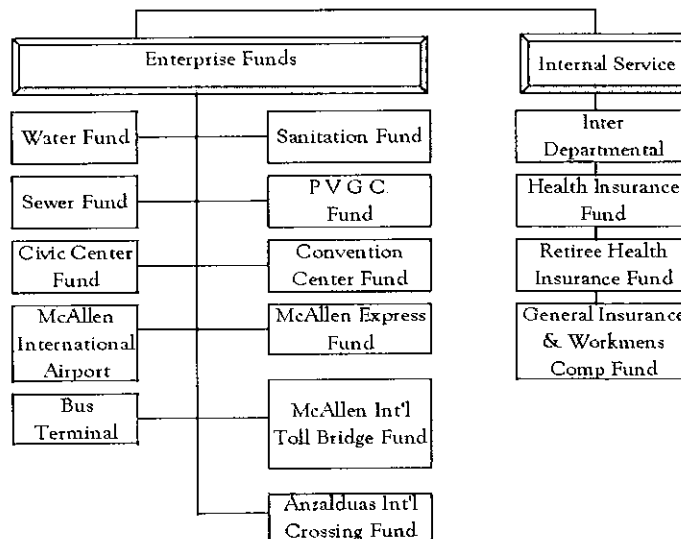 Enterprise Funds
Internal Service
Water Fund
Sanitation Fund
Inter
Departmental
Sewer Fund
P V G C
Fund
Health Insurance
Fund
Civic Center
Fund
Convention
Center Fund
Retiree Health
Insurance Fund
McAllen
International
Airport
McAllen Express
Fund
General Insurance
& Workmens
Comp Fund
Bus
Terminal
McAllen Int'l
Toll Bridge Fund
Anzalduas Int'l
Crossing Fund